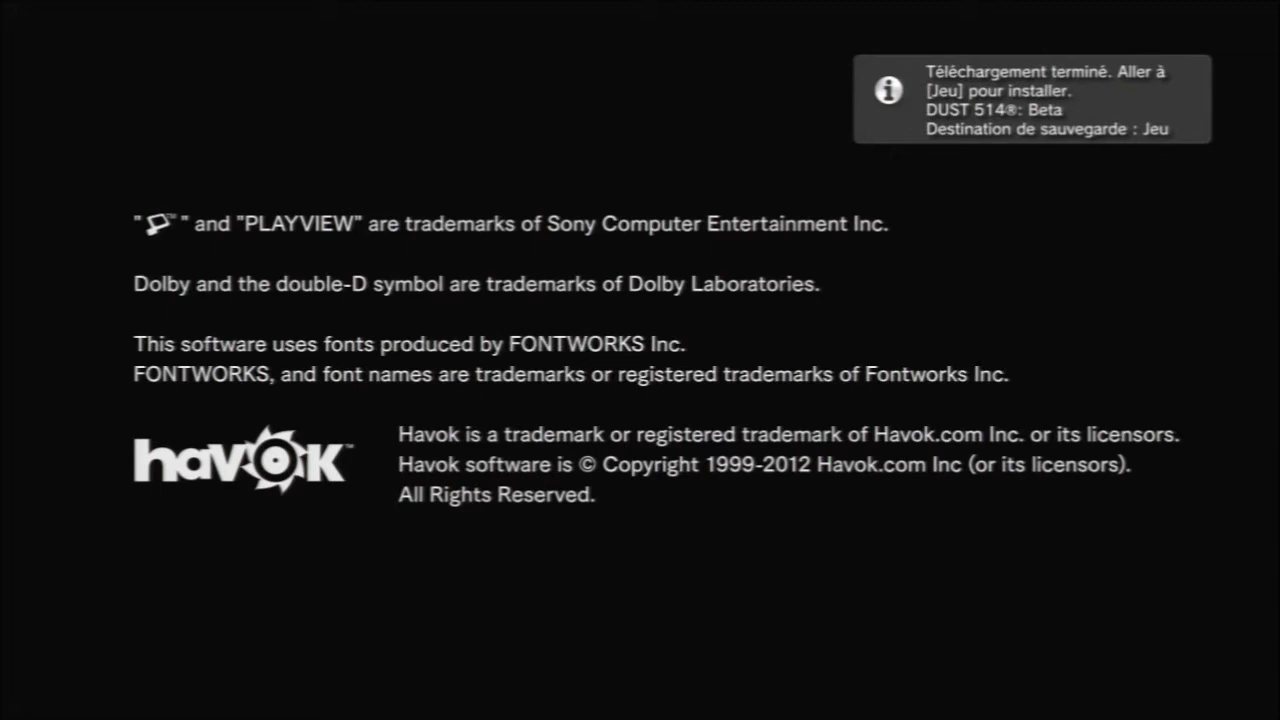 Téléchargement terminé. Aller à
[Jeu] pour installer.
DUST 514®: Beta
Destination de sauvegarde : Jeu
" ™ " and "PLAYVIEW" are trademarks of Sony Computer Entertainment Inc.
Dolby and the double-D symbol are trademarks of Dolby Laboratories.
This software uses fonts produced by FONTWORKS Inc.
FONTWORKS, and font names are trademarks or registered trademarks of Fontworks Inc.
havok™
Havok is a trademark or registered trademark of Havok.com Inc. or its licensors.
Havok software is © Copyright 1999-2012 Havok.com Inc (or its licensors).
All Rights Reserved.